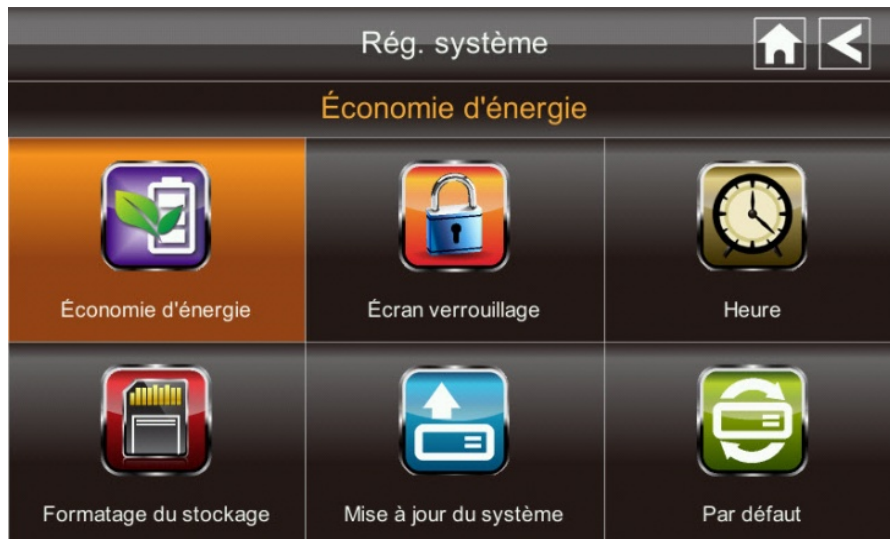 Rég. système
Économie d'énergie
Économie d'énergie
Écran verrouillage
Heure
Formatage du stockage
Mise à jour du système
Par défaut